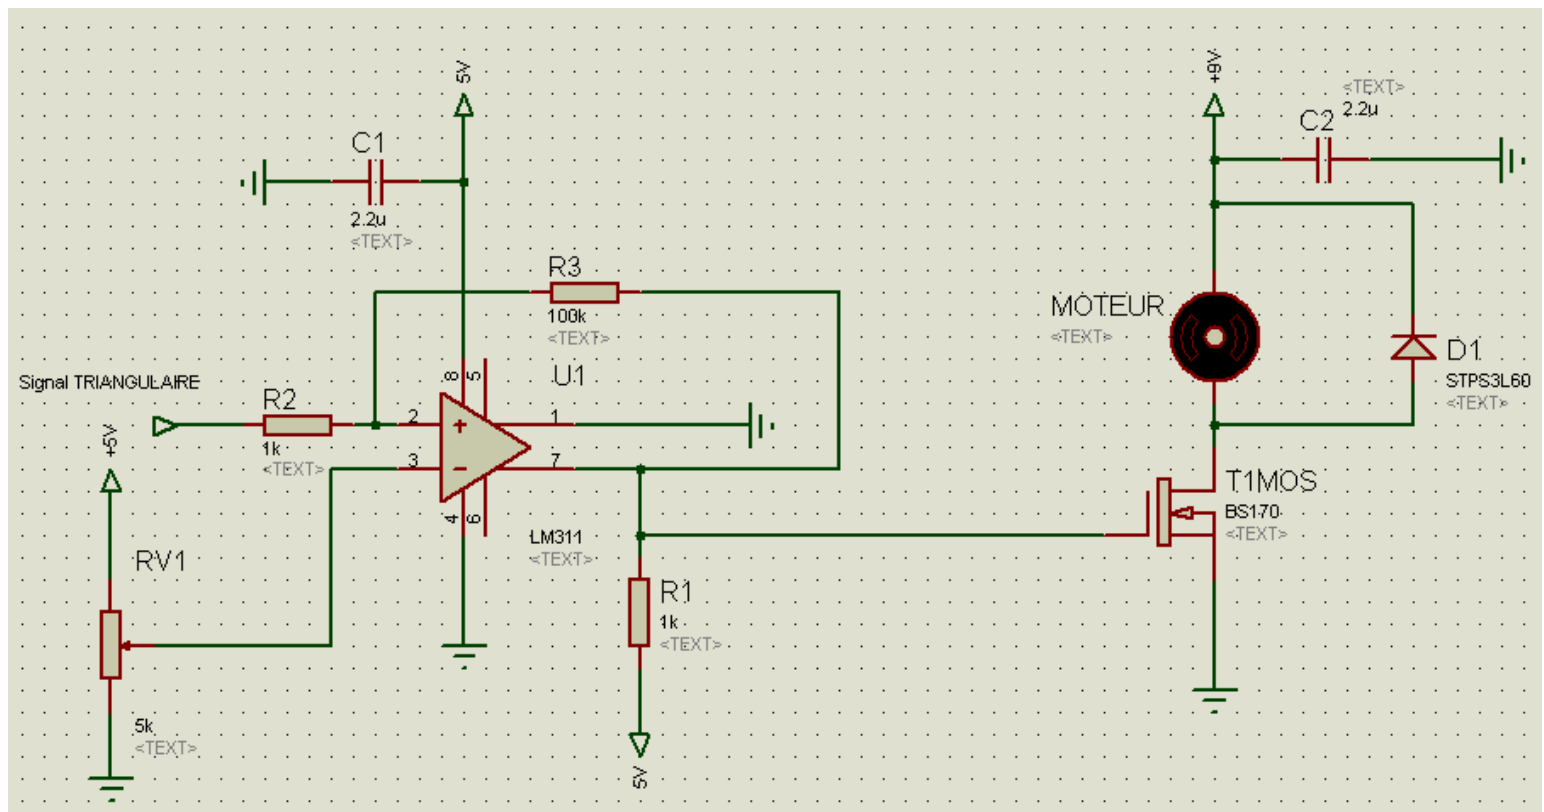 5V
C1
2.2u
<TEXT>
+9V
<TEXT>
2.2u
C2
R3
100k
<TEXT>
MOTEUR
<TEXT>
D1
STPS3L60
<TEXT>
Signal TRIANGULAIRE
R2
1k
<TEXT>
8
5
U1
2
+
1
3
−
7
4
6
LM311
<TEXT>
T1MOS
BS170
<TEXT>
+5V
RV1
5k
<TEXT>
R1
1k
<TEXT>
5V